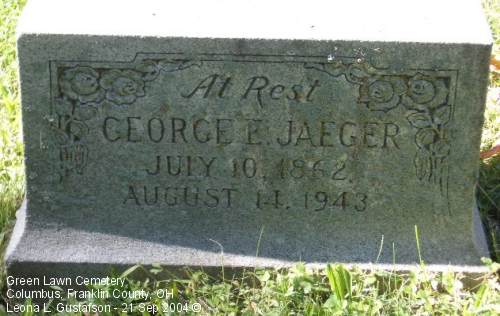 At Rest
GEORGE E. JAEGER
JULY 10, 1862
AUGUST 14, 1943
Green Lawn Cemetery,
Columbus, Franklin County, OH
Leona L. Gustafson - 21 Sep 2004 ©